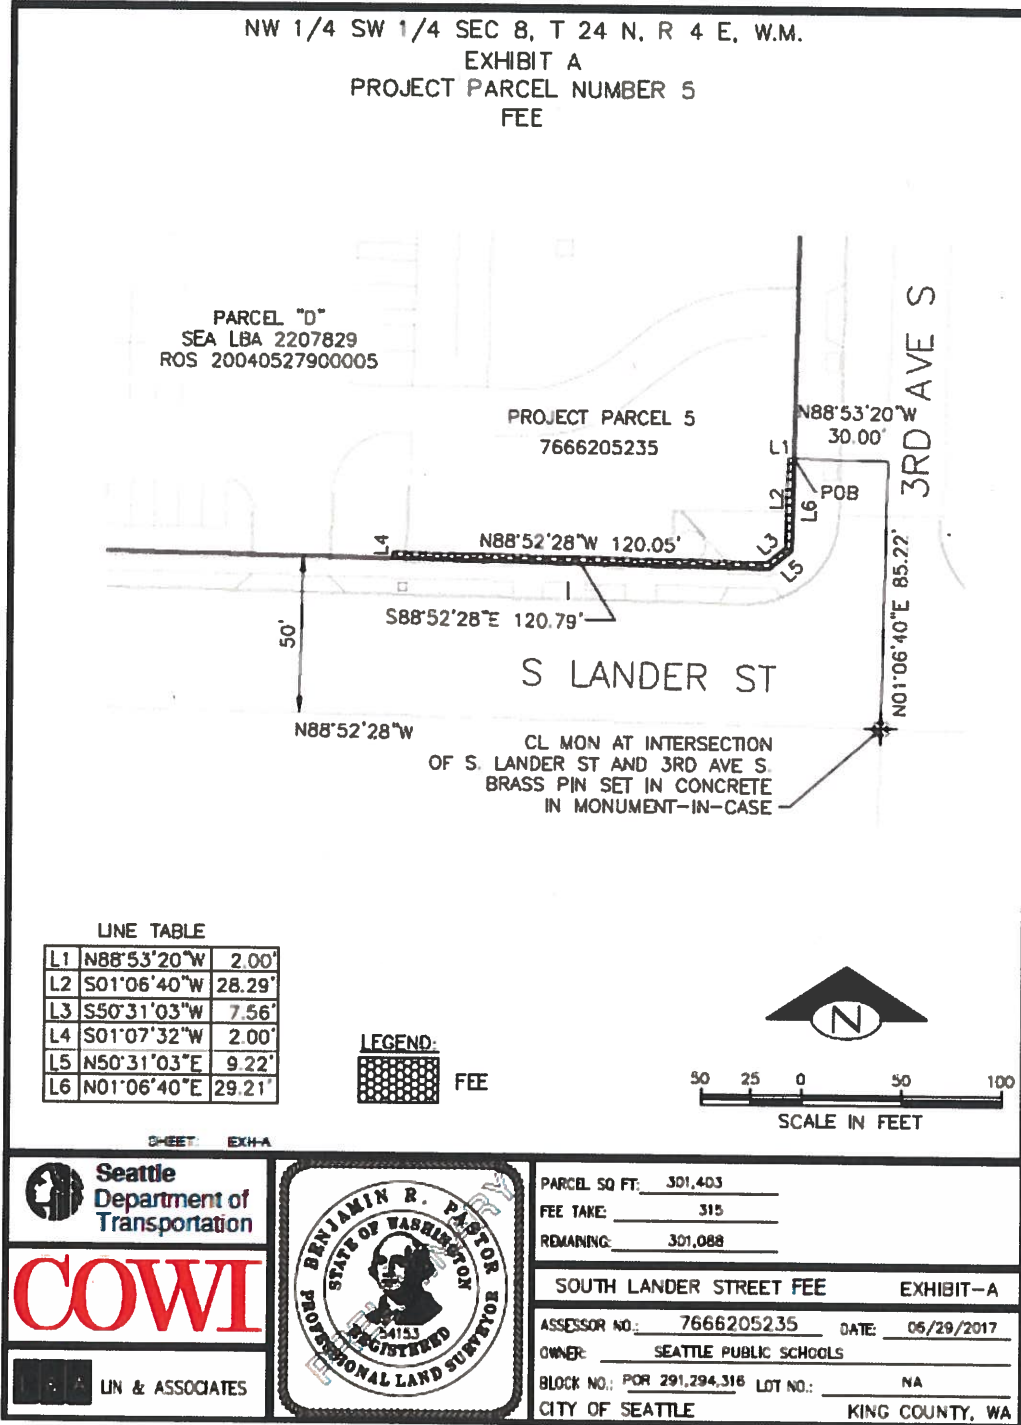 NW 1/4 SW 1/4 SEC 8, T 24 N, R 4 E, W.M.
EXHIBIT A
PROJECT PARCEL NUMBER 5
FEE
PARCEL "D"
SEA LBA 2207829
ROS 20040527900005
3RD AVE S
PROJECT PARCEL 5
7666205235
N88°53'20"W
30.00'
L1
POB
L2
L6
L3
L5
L4
N88°52'28"W 120.05'
S88°52'28"E 120.79'
50'
N01°06'40"E 85.22'
S LANDER ST
N88°52'28"W
CL MON AT INTERSECTION
OF S. LANDER ST AND 3RD AVE S.
BRASS PIN SET IN CONCRETE
IN MONUMENT-IN-CASE
LINE TABLE
L1 N88°53'20"W 2.00'
L2 S01°06'40"W 28.29'
L3 S50°31'03"W 7.56'
L4 S01°07'32"W 2.00'
L5 N50°31'03"E 9.22'
L6 N01°06'40"E 29.21'
LEGEND:
FEE
N
50 25 0 50 100
SCALE IN FEET
SHEET: EXH-A
Seattle
Department of
Transportation
COWI
L&A LIN & ASSOCIATES
BENJAMIN R. PASTOR
STATE OF WASHINGTON
54153
REGISTERED
PROFESSIONAL LAND SURVEYOR
PRELIMINARY
PARCEL SQ FT: 301,403
FEE TAKE: 315
REMAINING: 301,088
SOUTH LANDER STREET FEE EXHIBIT-A
ASSESSOR NO.: 7666205235 DATE: 06/29/2017
OWNER: SEATTLE PUBLIC SCHOOLS
BLOCK NO.: POR 291,294,316 LOT NO.: NA
CITY OF SEATTLE KING COUNTY, WA